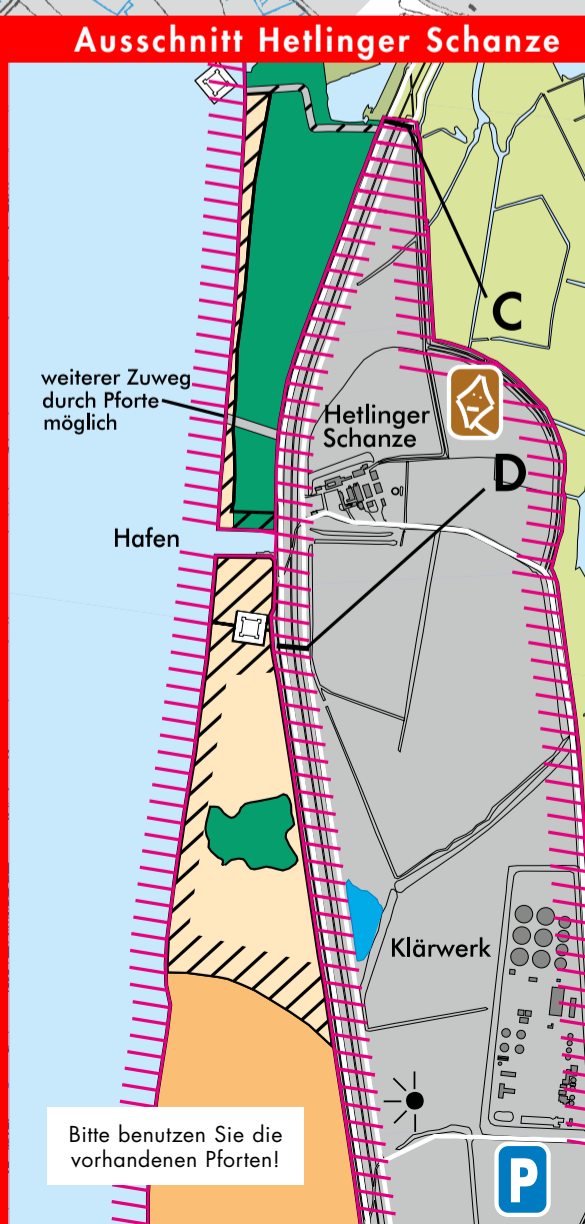 Ausschnitt Hetlinger Schanze
C
weiterer Zuweg
durch Pforte
möglich
Hetlinger
Schanze
D
Hafen
Klärwerk
Bitte benutzen Sie die
vorhandenen Pforten!
P